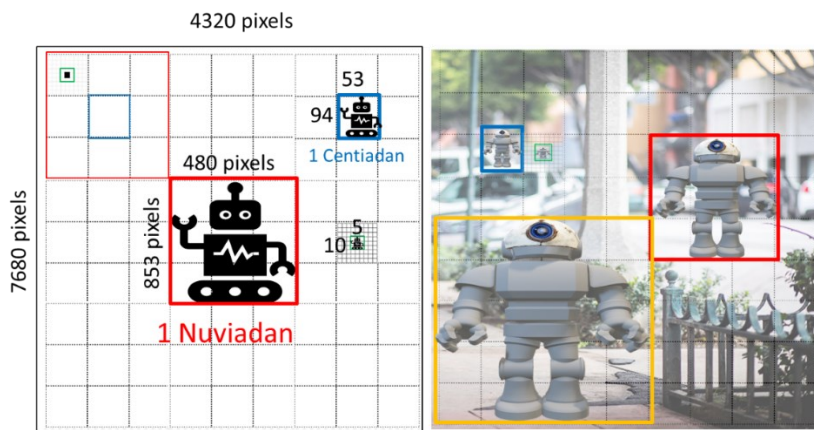 4320 pixels
53
94
1 Centiadan
480 pixels
7680 pixels
853 pixels
5
10
1 Nuviadan